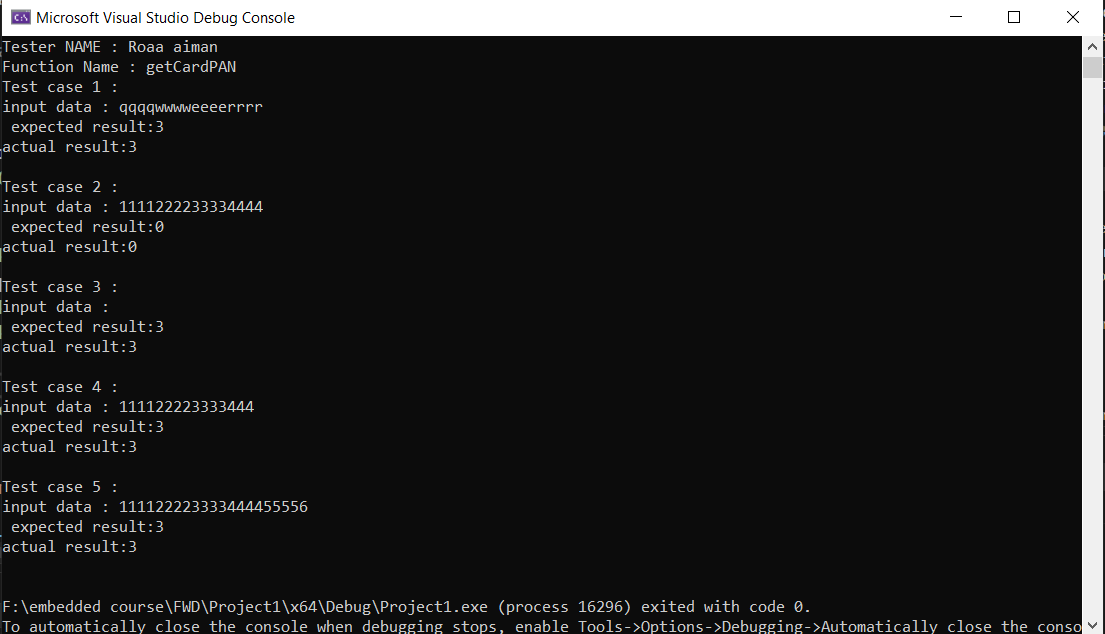 Microsoft Visual Studio Debug Console
Tester NAME : Roaa aiman
Function Name : getCardPAN
Test case 1 :
input data : qqqqwwwweeeerrrr
 expected result:3
actual result:3
Test case 2 :
input data : 1111222233334444
 expected result:0
actual result:0
Test case 3 :
input data :
 expected result:3
actual result:3
Test case 4 :
input data : 111122223333444
 expected result:3
actual result:3
Test case 5 :
input data : 111122223333444455556
 expected result:3
actual result:3
F:\embedded course\FWD\Project1\x64\Debug\Project1.exe (process 16296) exited with code 0.
To automatically close the console when debugging stops, enable Tools->Options->Debugging->Automatically close the conso